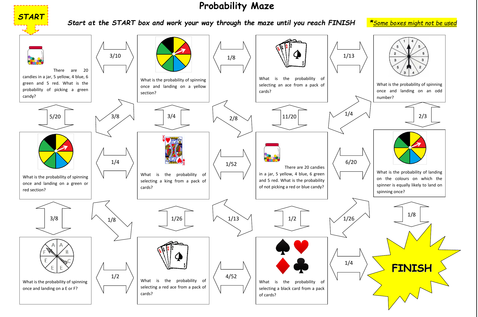 Probability Maze
START
Start at the START box and work your way through the maze until you reach FINISH
*Some boxes might not be used
There are 20
candies in a jar, 5 yellow, 4 blue, 6
green and 5 red. What is the
probability of picking a green
candy?
3/10
What is the probability of spinning
once and landing on a yellow
section?
1/8
What is the probability of
selecting an ace from a pack of
cards?
1/13
What is the probability of spinning
once and landing on an odd
number?
5/20
3/8
3/4
2/8
11/20
1/4
2/3
What is the probability of spinning
once and landing on a green or
red section?
1/4
What is the probability of
selecting a king from a pack of
cards?
1/52
There are 20 candies
in a jar, 5 yellow, 4 blue, 6 green
and 5 red. What is the probability
of not picking a red or blue candy?
6/20
What is the probability of landing
on the colours on which the
spinner is equally likely to land on
spinning once?
3/8
1/8
1/26
1/13
1/2
1/26
1/8
What is the probability of spinning
once and landing on a E or F?
1/2
What is the probability of
selecting a red ace from a pack of
cards?
4/52
What is the probability of
selecting a black card from a pack
of cards?
1/4
FINISH